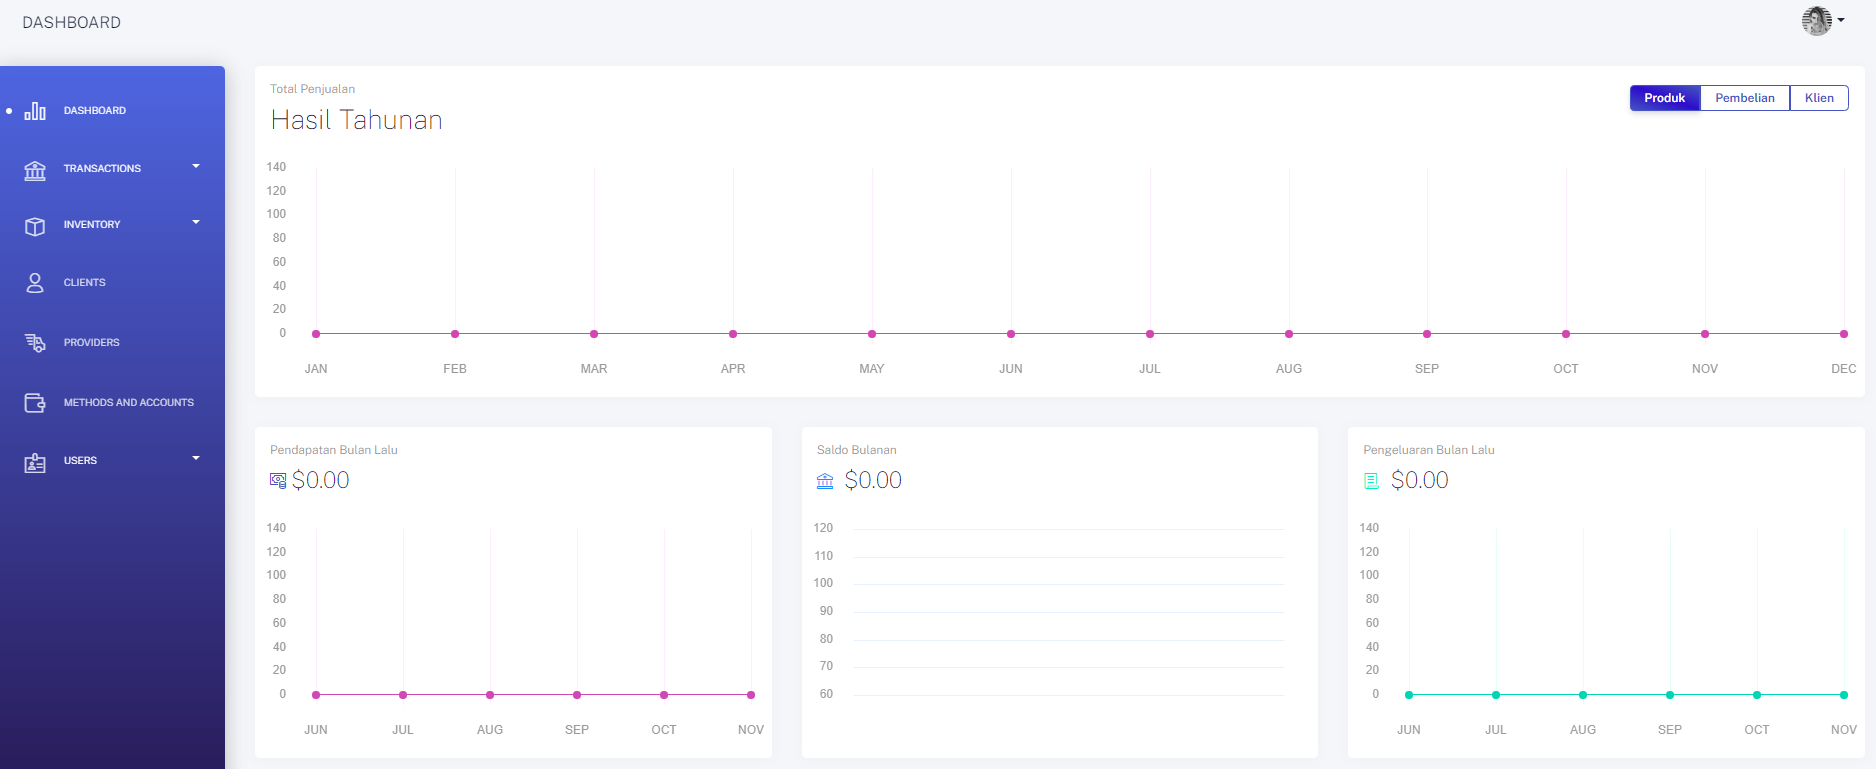 DASHBOARD
DASHBOARD
TRANSACTIONS
INVENTORY
CLIENTS
PROVIDERS
METHODS AND ACCOUNTS
USERS
Total Penjualan
Hasil Tahunan
Produk Pembelian Klien
140
120
100
80
60
40
20
0
JAN FEB MAR APR MAY JUN JUL AUG SEP OCT NOV DEC
Pendapatan Bulan Lalu
$0.00
140
120
100
80
60
40
20
0
JUN JUL AUG SEP OCT NOV
Saldo Bulanan
$0.00
120
110
100
90
80
70
60
Pengeluaran Bulan Lalu
$0.00
140
120
100
80
60
40
20
0
JUN JUL AUG SEP OCT NOV